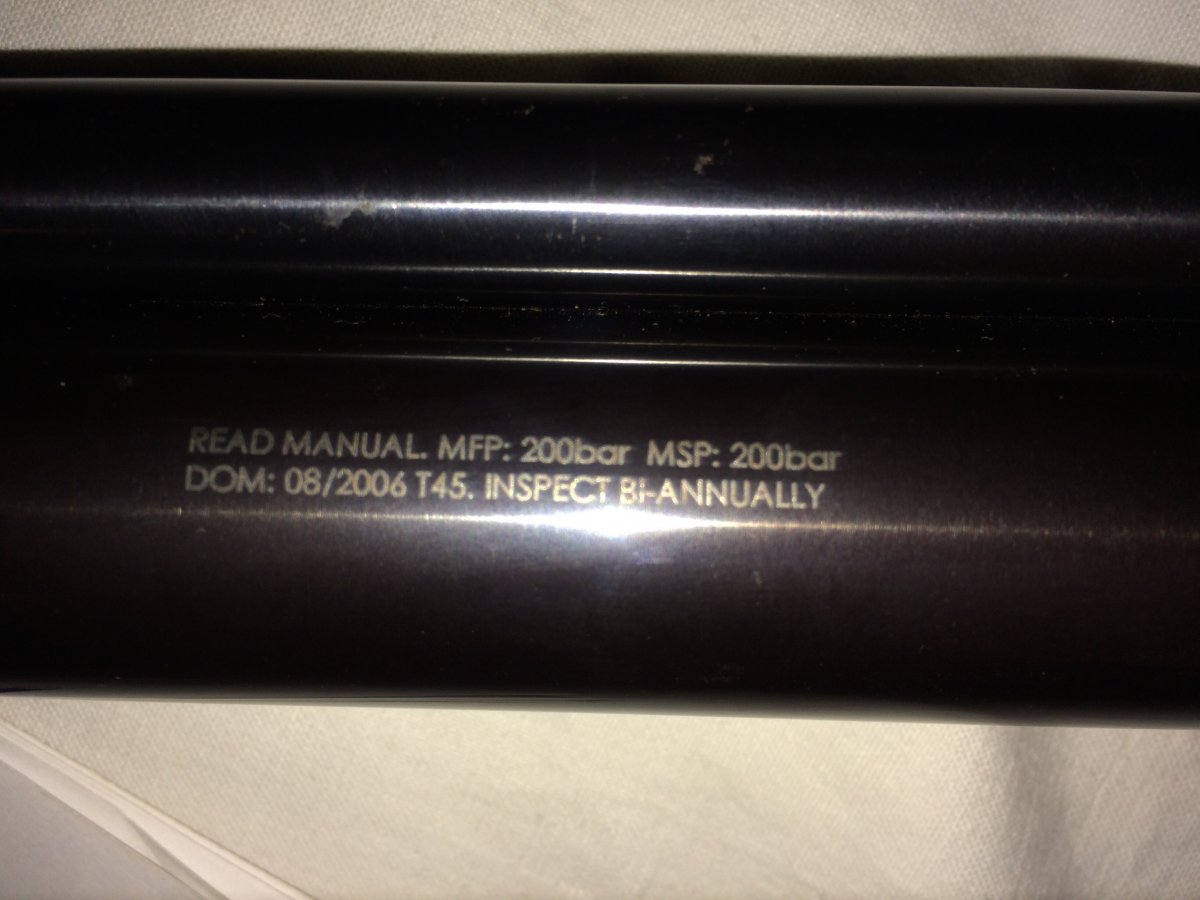 READ MANUAL. MFP: 200bar MSP: 200bar
DOM: 08/2006 T45. INSPECT Bi-ANNUALLY